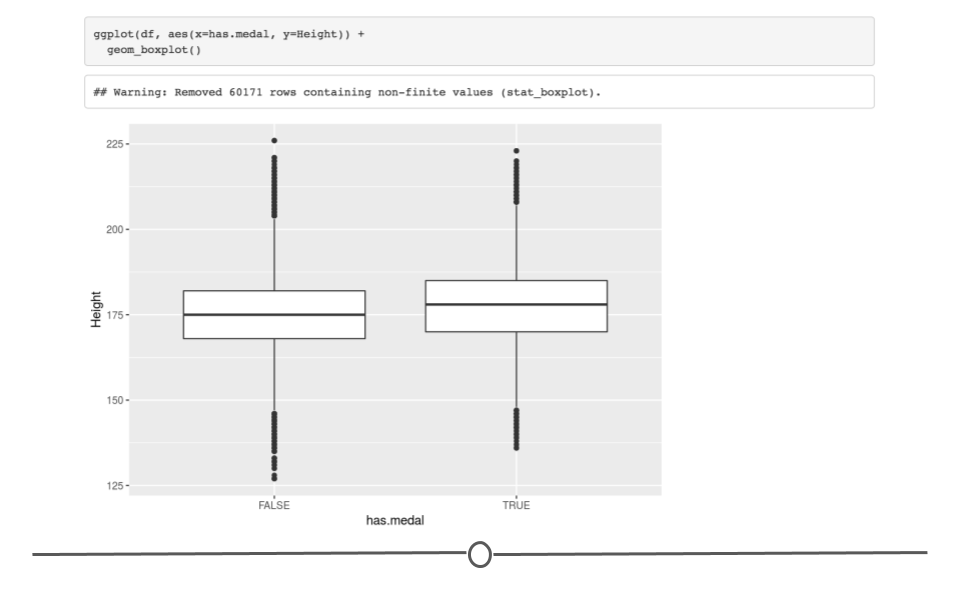 ggplot(df, aes(x=has.medal, y=Height)) +
  geom_boxplot()
## Warning: Removed 60171 rows containing non-finite values (stat_boxplot).
225
200
175
150
125
Height
FALSE
TRUE
has.medal